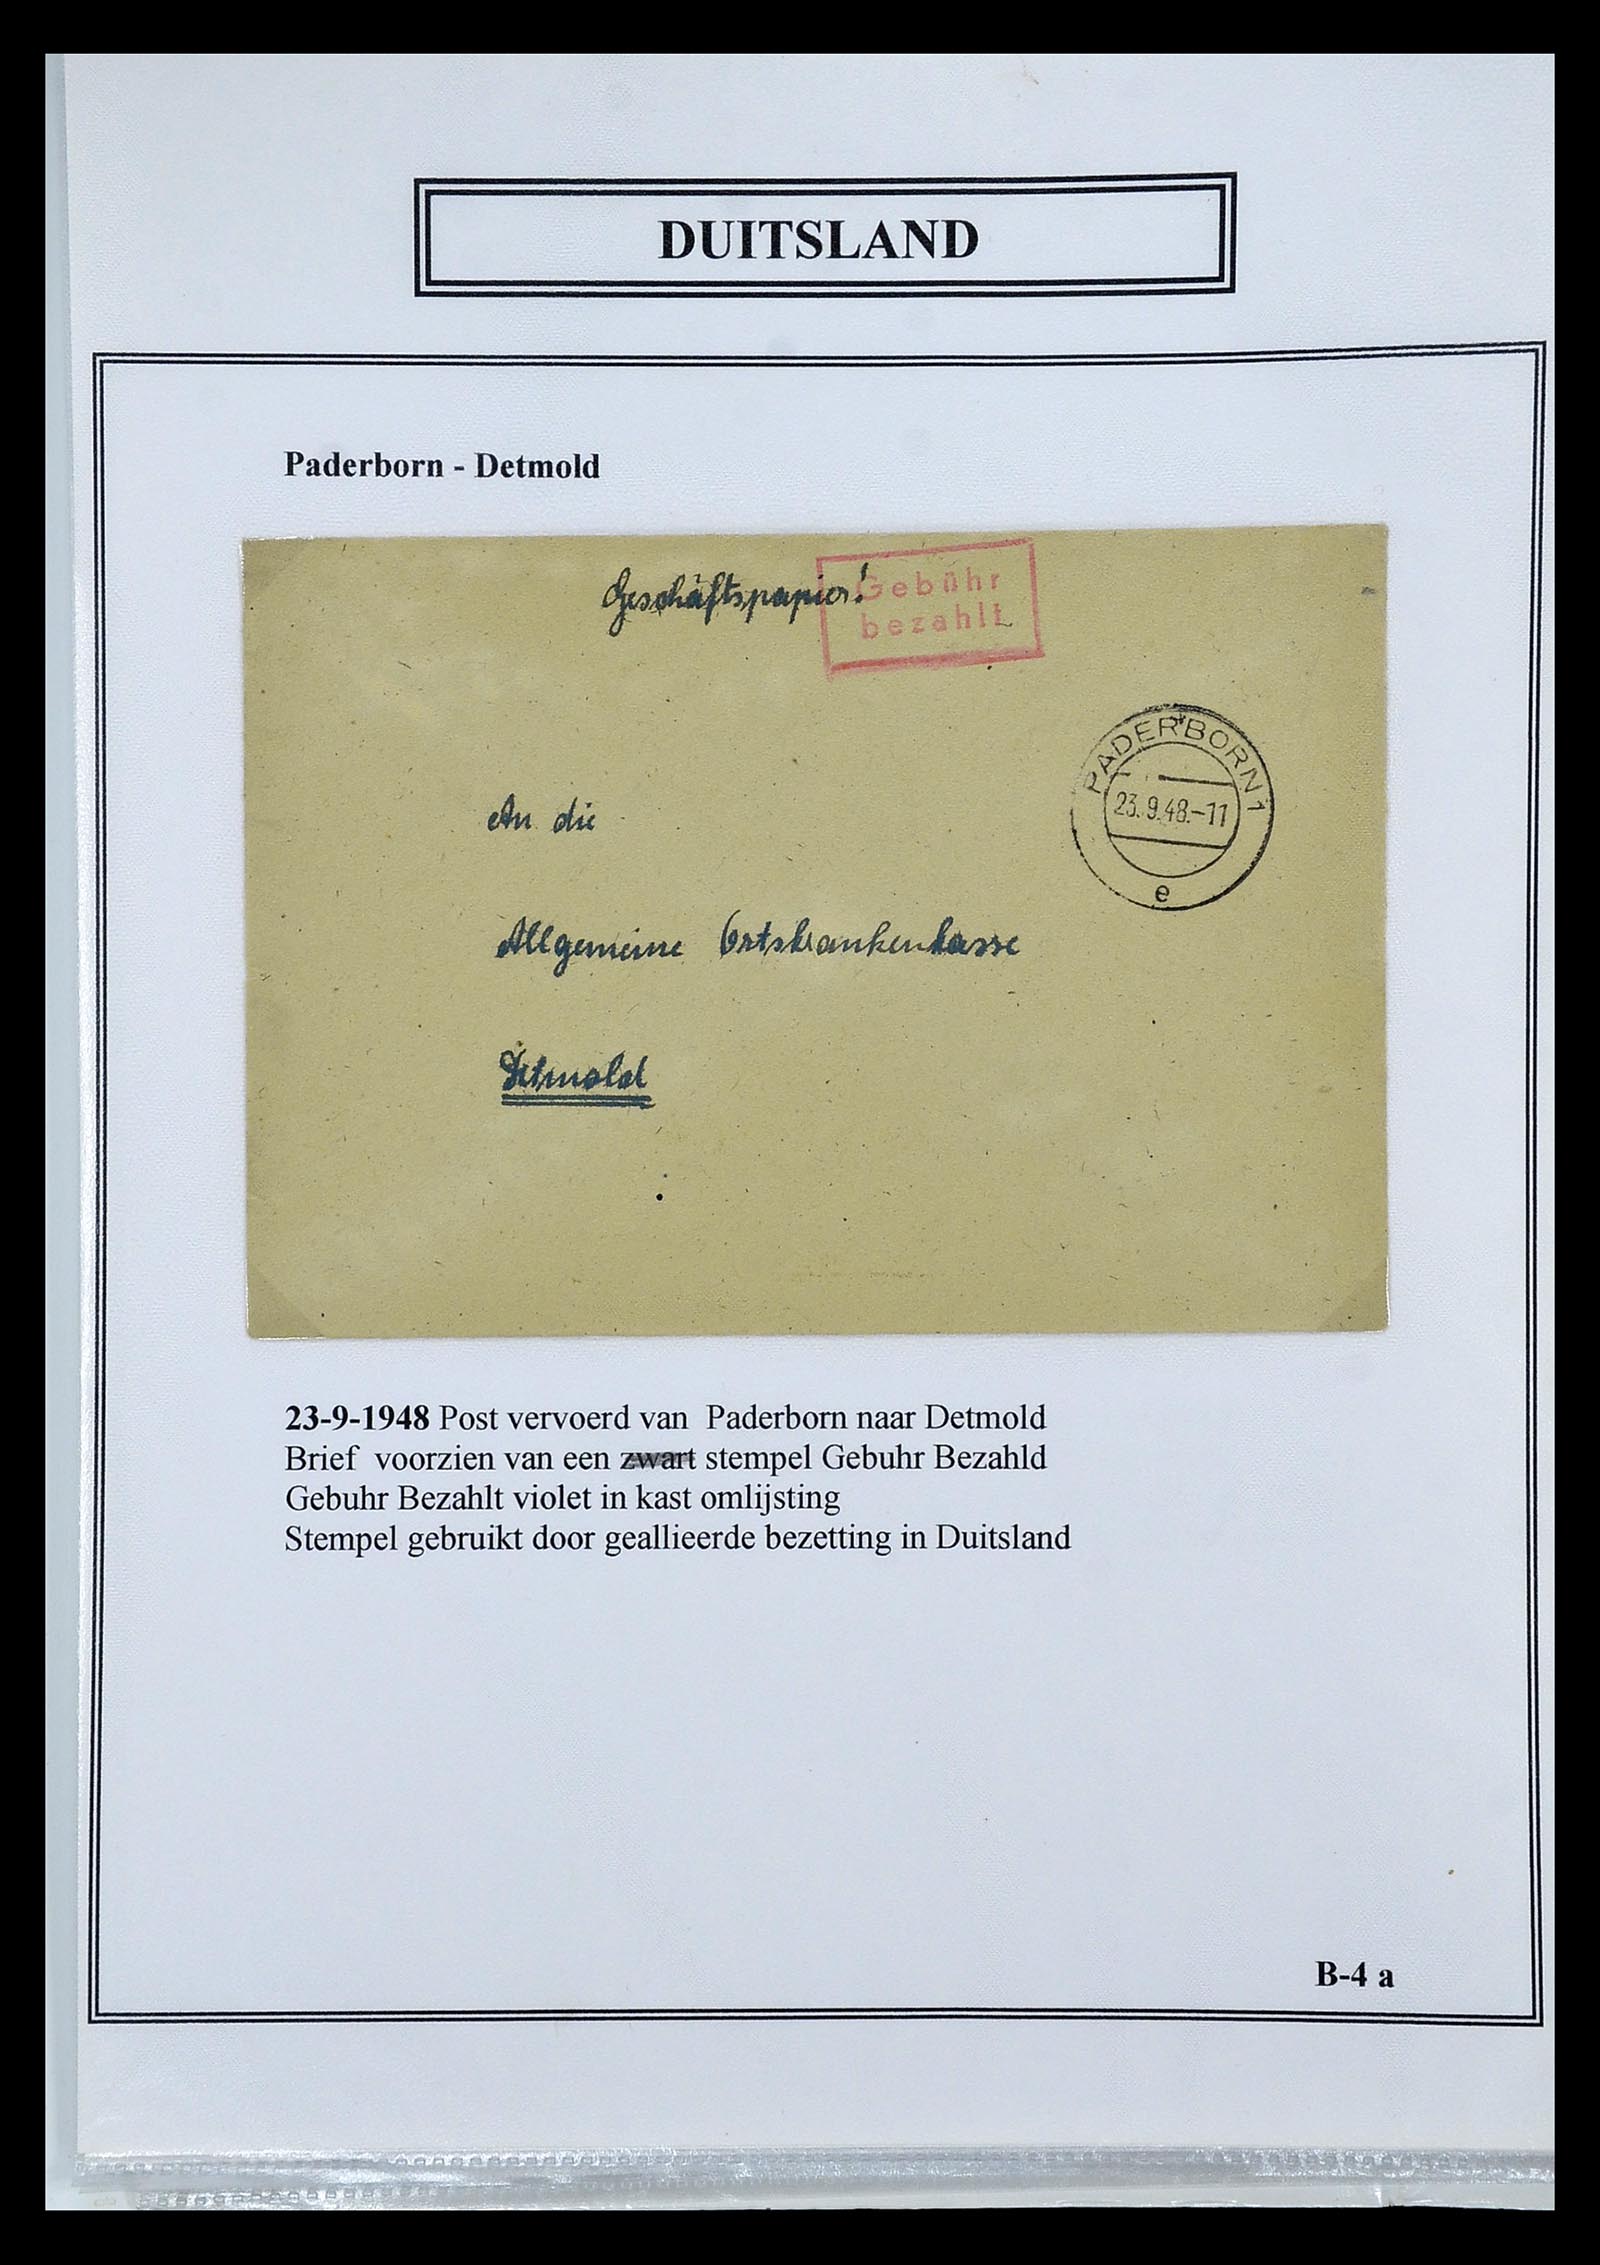 DUITSLAND
Paderborn - Detmold
Geschäftspapier!
Gebühr
bezahlt
PADERBORN 1
23.9.48.-11
e
An die
Allgemeine Ortskrankenkasse
Detmold
23-9-1948 Post vervoerd van Paderborn naar Detmold
Brief voorzien van een zwart stempel Gebuhr Bezahld
Gebuhr Bezahlt violet in kast omlijsting
Stempel gebruikt door geallieerde bezetting in Duitsland
B-4 a